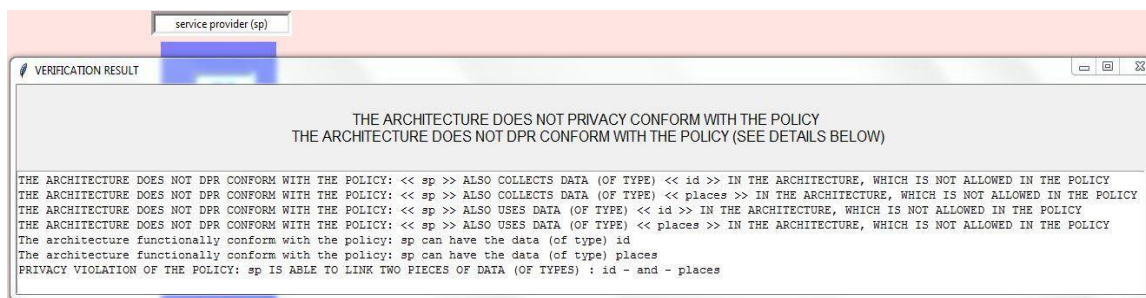 service provider (sp)
VERIFICATION RESULT
THE ARCHITECTURE DOES NOT PRIVACY CONFORM WITH THE POLICY
THE ARCHITECTURE DOES NOT DPR CONFORM WITH THE POLICY (SEE DETAILS BELOW)
THE ARCHITECTURE DOES NOT DPR CONFORM WITH THE POLICY: << sp >> ALSO COLLECTS DATA (OF TYPE) << id >> IN THE ARCHITECTURE, WHICH IS NOT ALLOWED IN THE POLICY
THE ARCHITECTURE DOES NOT DPR CONFORM WITH THE POLICY: << sp >> ALSO COLLECTS DATA (OF TYPE) << places >> IN THE ARCHITECTURE, WHICH IS NOT ALLOWED IN THE POLICY
THE ARCHITECTURE DOES NOT DPR CONFORM WITH THE POLICY: << sp >> ALSO USES DATA (OF TYPE) << id >> IN THE ARCHITECTURE, WHICH IS NOT ALLOWED IN THE POLICY
THE ARCHITECTURE DOES NOT DPR CONFORM WITH THE POLICY: << sp >> ALSO USES DATA (OF TYPE) << places >> IN THE ARCHITECTURE, WHICH IS NOT ALLOWED IN THE POLICY
The architecture functionally conform with the policy: sp can have the data (of type) id
The architecture functionally conform with the policy: sp can have the data (of type) places
PRIVACY VIOLATION OF THE POLICY: sp IS ABLE TO LINK TWO PIECES OF DATA (OF TYPES) : id - and - places